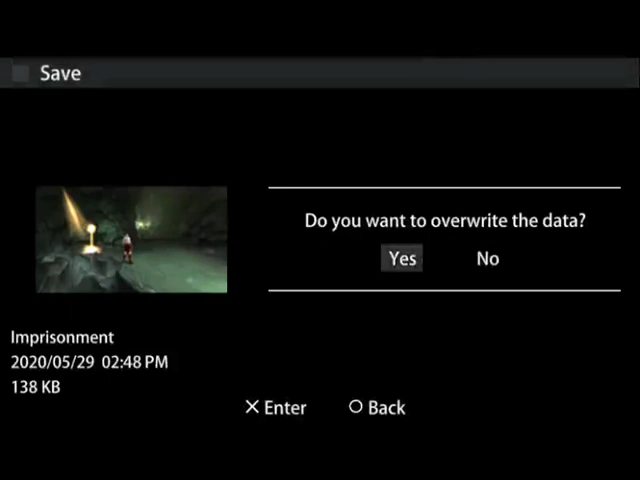 Save
Do you want to overwrite the data?
Yes No
Imprisonment
2020/05/29 02:48 PM
138 KB
Enter Back